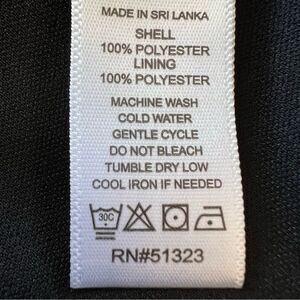 MADE IN SRI LANKA
SHELL
100% POLYESTER
LINING
100% POLYESTER
MACHINE WASH
COLD WATER
GENTLE CYCLE
DO NOT BLEACH
TUMBLE DRY LOW
COOL IRON IF NEEDED
30C
RN#51323